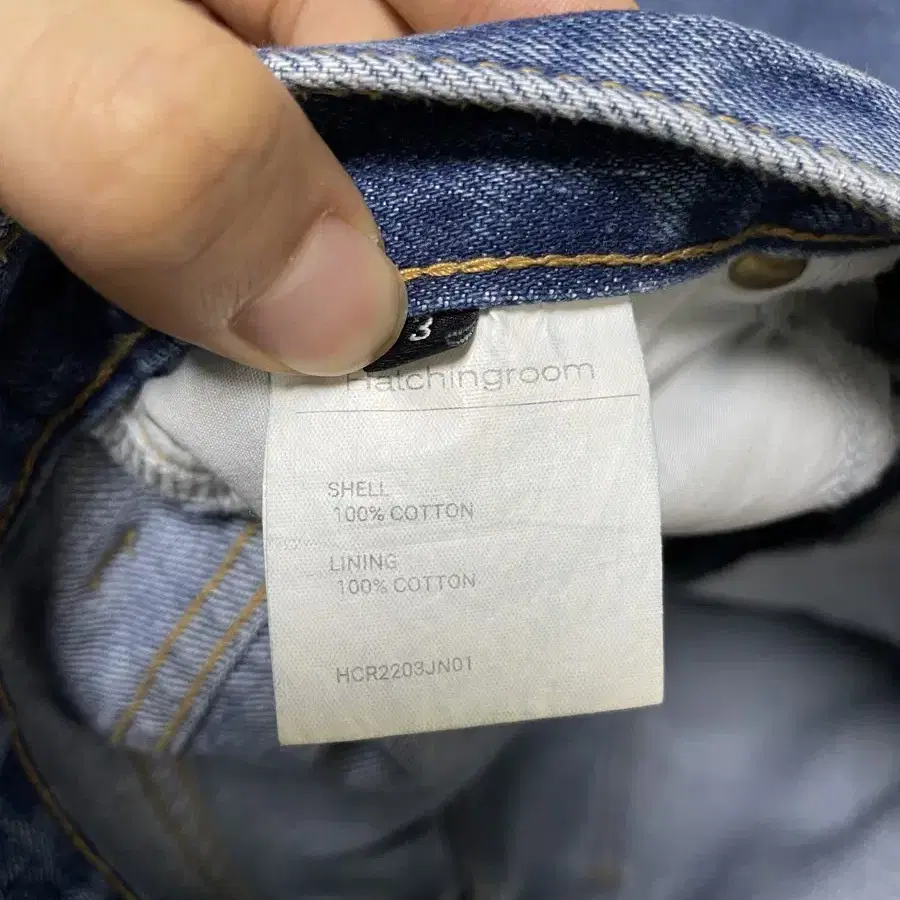 3
Hatchingroom
SHELL
100% COTTON
LINING
100% COTTON
HCR2203JN01